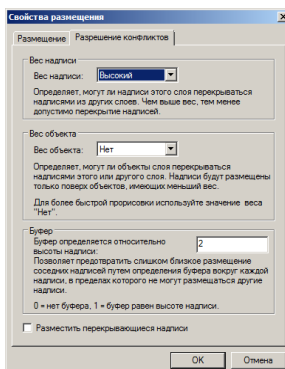 Свойства размещения
Размещение Разрешение конфликтов
Вес надписи
Вес надписи: Высокий
Определяет, могут ли надписи этого слоя перекрываться
надписями из других слоев. Чем выше вес, тем менее
допустимо перекрытие надписей.
Вес объекта
Вес объекта: Нет
Определяет, могут ли объекты слоя перекрываться
надписями этого или другого слоя. Надписи будут размещены
только поверх объектов, имеющих меньший вес.
Для более быстрой прорисовки используйте значение веса
"Нет".
Буфер
Буфер определяется относительно
высоты надписи: 2
Позволяет предотвратить слишком близкое размещение
соседних надписей путем определения буфера вокруг каждой
надписи, в пределах которого не могут размещаться другие
надписи.
0 = нет буфера, 1 = буфер равен высоте надписи.
Разместить перекрывающиеся надписи
OK Отмена